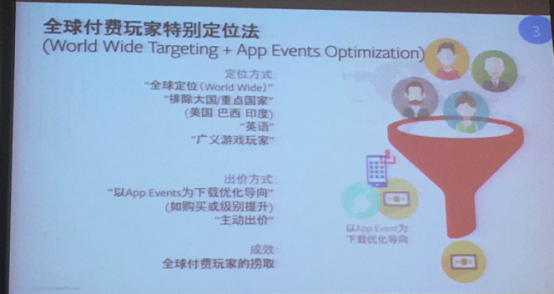 全球付费玩家特别定位法
3
(World Wide Targeting + App Events Optimization)
定位方式:
"全球定位(World Wide)"
"排除大国/重点国家"
(美国 巴西 印度)
"英语"
"广义游戏玩家"
出价方式:
"以App Events为下载优化导向"
(如购买或级别提升)
"主动出价"
以App Event为
下载优化导向
成效:
全球付费玩家的捞取